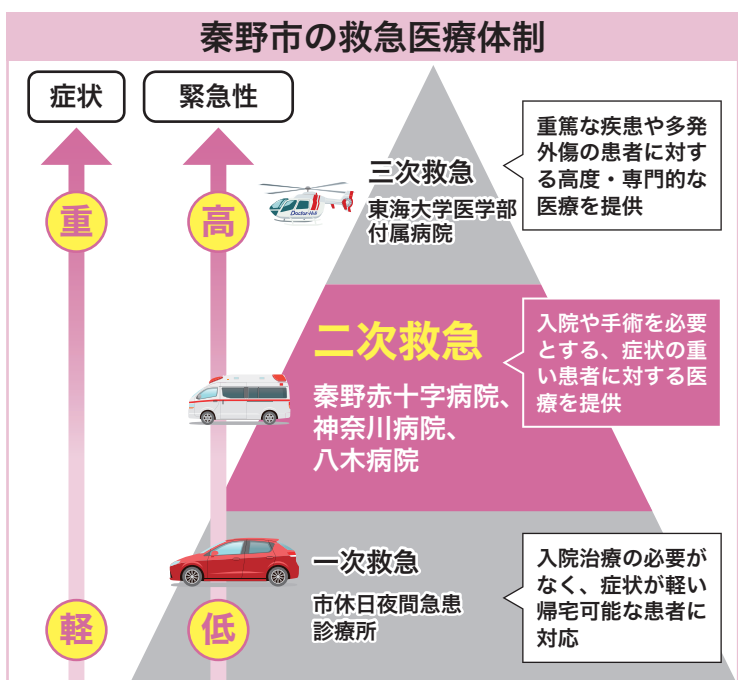 秦野市の救急医療体制
症状
緊急性
重
高
軽
低
三次救急
東海大学医学部
付属病院
重篤な疾患や多発
外傷の患者に対す
る高度・専門的な
医療を提供
二次救急
秦野赤十字病院、
神奈川病院、
八木病院
入院や手術を必要
とする、症状の重
い患者に対する医
療を提供
一次救急
市休日夜間急患
診療所
入院治療の必要が
なく、症状が軽い
帰宅可能な患者に
対応